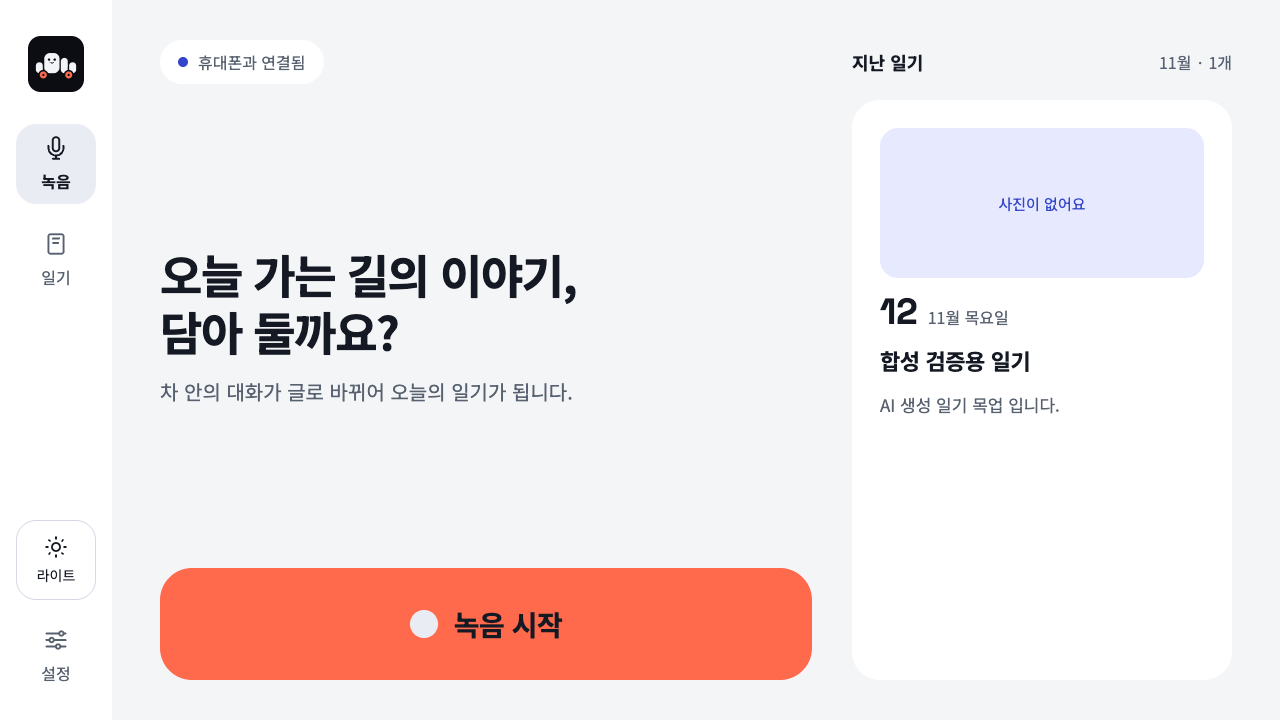 녹음
일기
라이트
설정
휴대폰과 연결됨
오늘 가는 길의 이야기,
담아 둘까요?
차 안의 대화가 글로 바뀌어 오늘의 일기가 됩니다.
녹음 시작
지난 일기
11월 · 1개
사진이 없어요
12 11월 목요일
합성 검증용 일기
AI 생성 일기 목업 입니다.